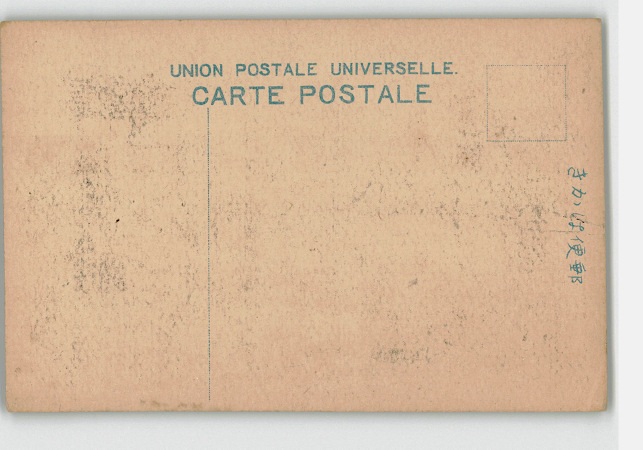 UNION POSTALE UNIVERSELLE.
CARTE POSTALE
きかは便郵